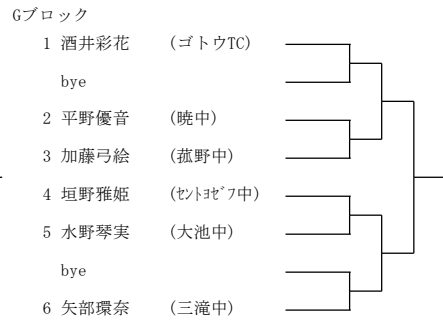 Gブロック
1 酒井彩花 (ゴトウTC)
bye
2 平野優音 (暁中)
3 加藤弓絵 (菰野中)
4 垣野雅姫 (ｾﾝﾄﾖｾﾞﾌ中)
5 水野琴実 (大池中)
bye
6 矢部環奈 (三滝中)